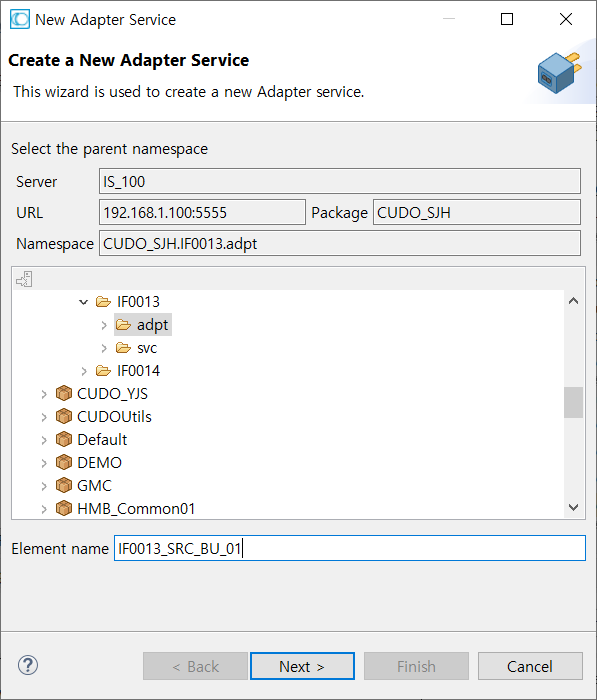 New Adapter Service
Create a New Adapter Service
This wizard is used to create a new Adapter service.
Select the parent namespace
Server IS_100
URL 192.168.1.100:5555 Package CUDO_SJH
Namespace CUDO_SJH.IF0013.adpt
IF0013
adpt
svc
IF0014
CUDO_YJS
CUDOUtils
Default
DEMO
GMC
HMB_Common01
Element name IF0013_SRC_BU_01
< Back Next > Finish Cancel